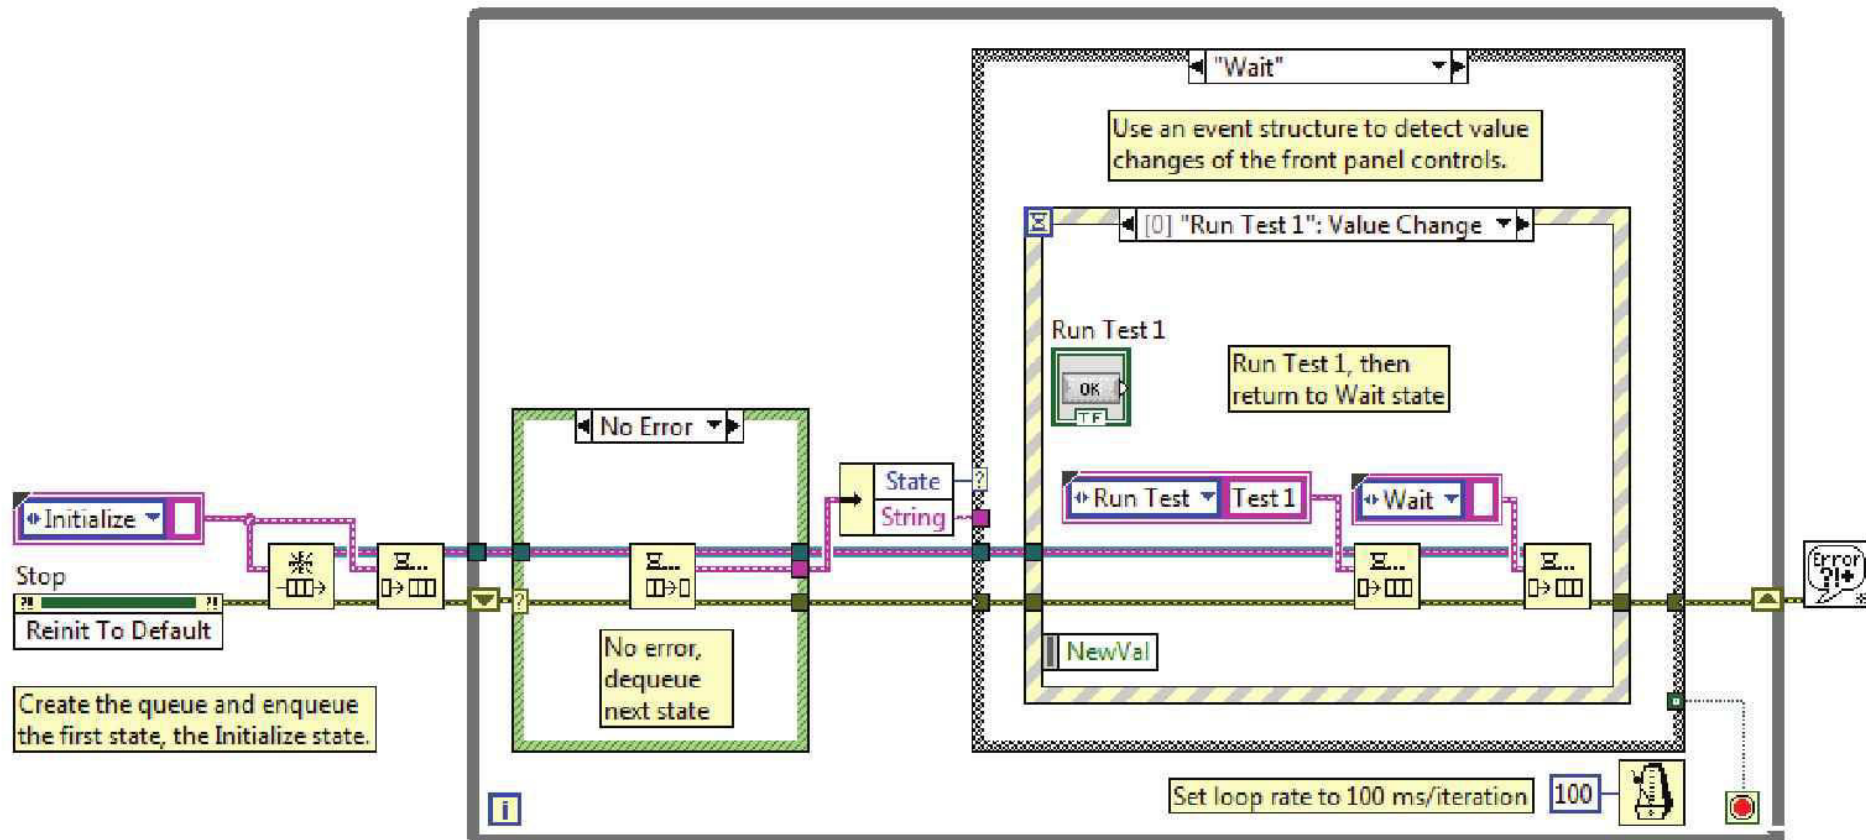 "Wait"
Use an event structure to detect value
changes of the front panel controls.
[0] "Run Test 1": Value Change
Run Test 1
OK
TF
Run Test 1, then
return to Wait state
No Error
State
String
Initialize
Run Test
Test 1
Wait
Stop
?!
?!
Reinit To Default
?
?
Error
?!+
No error,
dequeue
next state
NewVal
Create the queue and enqueue
the first state, the Initialize state.
Set loop rate to 100 ms/iteration
100
i